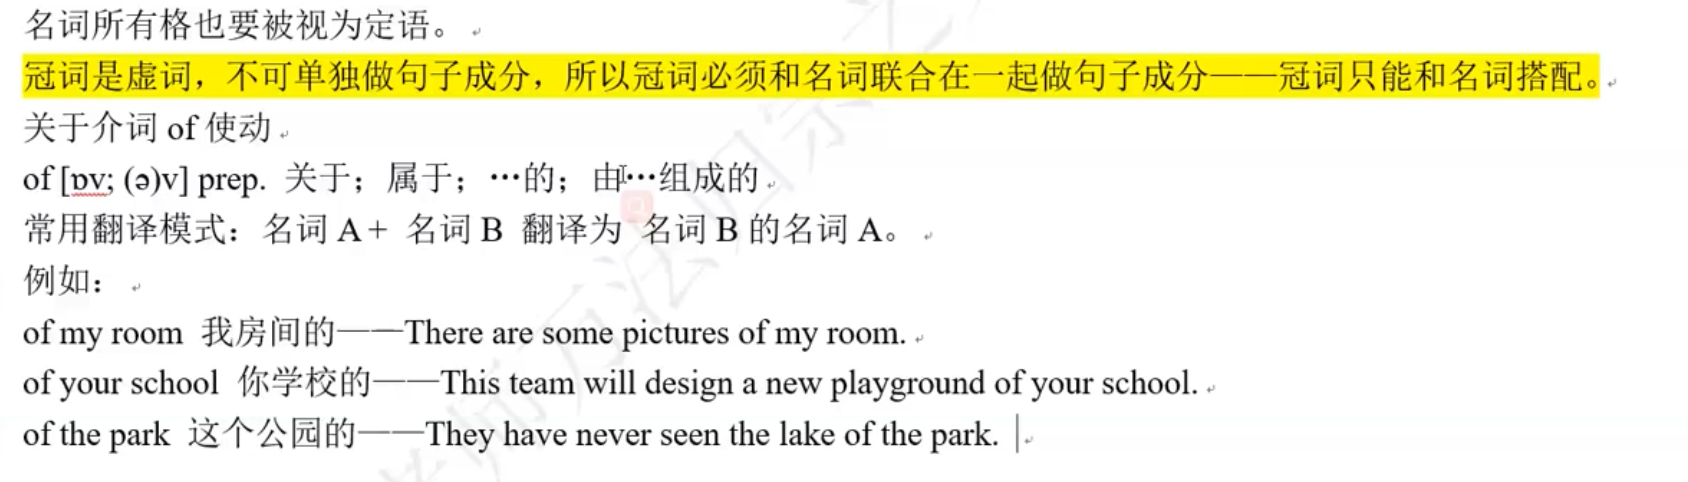 名词所有格也要被视为定语。
冠词是虚词，不可单独做句子成分，所以冠词必须和名词联合在一起做句子成分——冠词只能和名词搭配。
关于介词 of 使动
of [ɒv; (ə)v] prep. 关于；属于；…的；由…组成的
常用翻译模式：名词 A + 名词 B 翻译为 名词 B 的名词 A。
例如：
of my room 我房间的——There are some pictures of my room.
of your school 你学校的——This team will design a new playground of your school.
of the park 这个公园的——They have never seen the lake of the park.